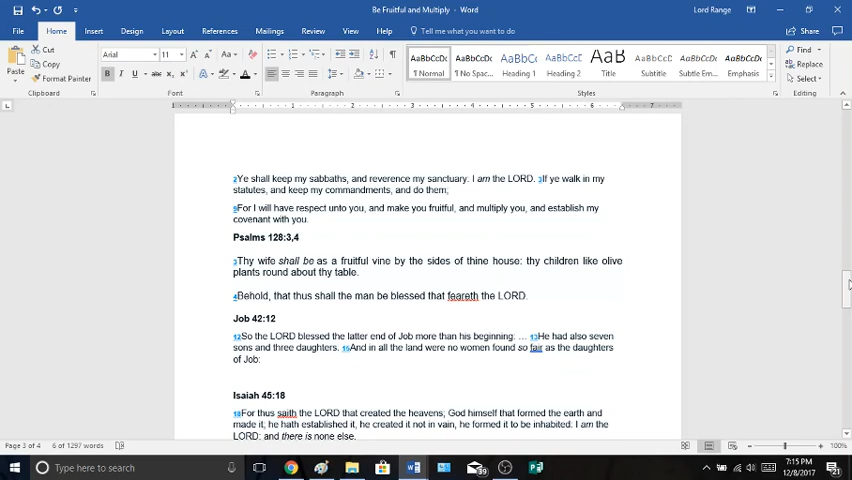 Be Fruitful and Multiply - Word
Lord Range
File Home Insert Design Layout References Mailings Review View Help Tell me what you want to do Share
Paste
Cut
Copy
Format Painter
Arial 11
AaBbCcDc AaBbCcDc AaBbCc AaBbCcC AaBb AaBbCcD AaBbCcDc AaBbCcDc
¶ Normal ¶ No Spac... Heading 1 Heading 2 Title Subtitle Subtle Em... Emphasis
Find
Replace
Select
Clipboard Font Paragraph Styles Editing
2Ye shall keep my sabbaths, and reverence my sanctuary. I am the LORD. 3If ye walk in my
statutes, and keep my commandments, and do them;
9For I will have respect unto you, and make you fruitful, and multiply you, and establish my
covenant with you.
Psalms 128:3,4
3Thy wife shall be as a fruitful vine by the sides of thine house: thy children like olive
plants round about thy table.
4Behold, that thus shall the man be blessed that feareth the LORD.
Job 42:12
12So the LORD blessed the latter end of Job more than his beginning: ... 13He had also seven
sons and three daughters. 15And in all the land were no women found so fair as the daughters
of Job:
Isaiah 45:18
18For thus saith the LORD that created the heavens; God himself that formed the earth and
made it; he hath established it, he created it not in vain, he formed it to be inhabited: I am the
LORD; and there is none else.
Page 3 of 4 6 of 1297 words 100%
Type here to search
39
7:15 PM
12/8/2017
21